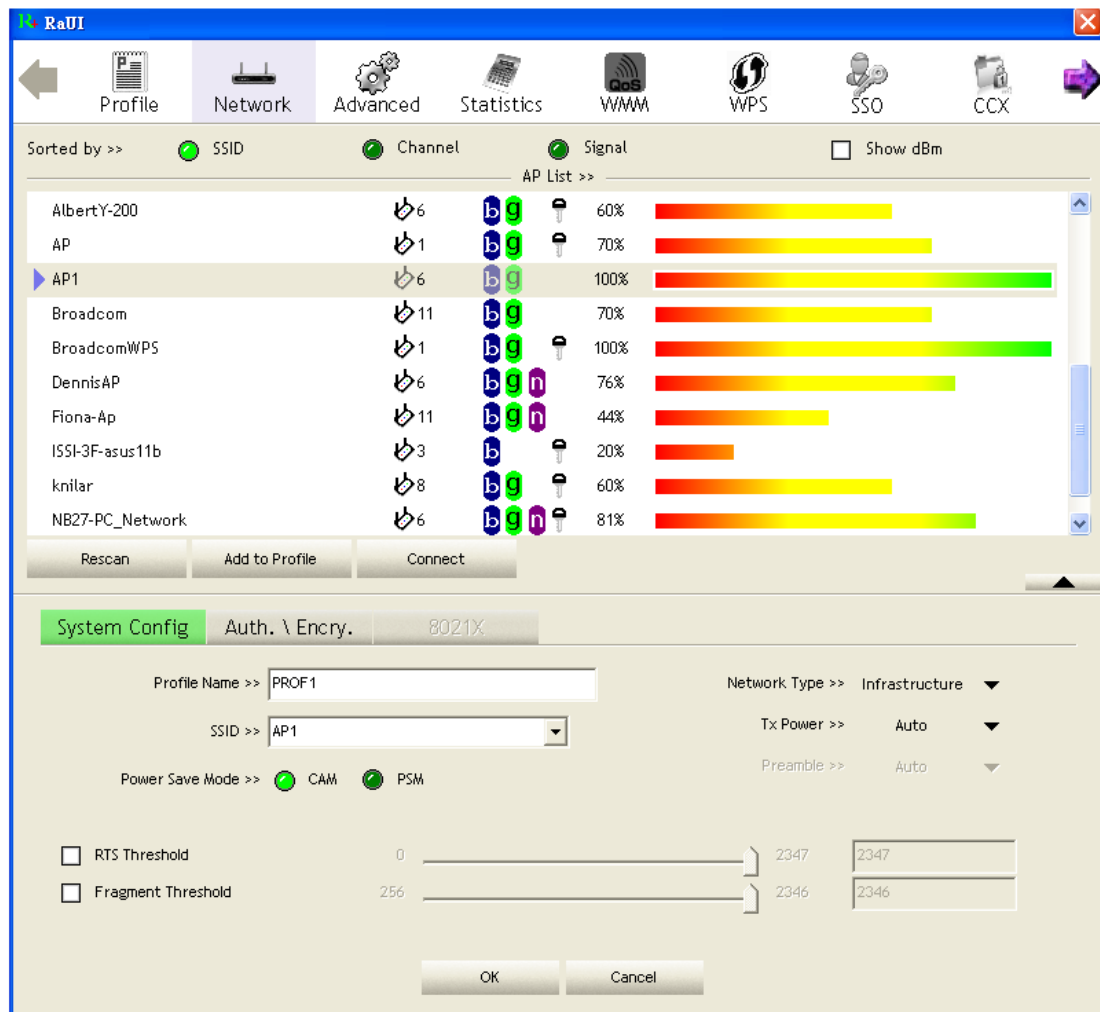 RaUI
Profile Network Advanced Statistics WMM WPS SSO CCX
Sorted by >> SSID Channel Signal Show dBm
AP List >>
AlbertY-200 6 b g 60%
AP 1 b g 70%
AP1 6 b g 100%
Broadcom 11 b g 70%
BroadcomWPS 1 b g 100%
DennisAP 6 b g n 76%
Fiona-Ap 11 b g n 44%
ISSI-3F-asus11b 3 b 20%
knilar 8 b g 60%
NB27-PC_Network 6 b g n 81%
Rescan Add to Profile Connect
System Config Auth. \ Encry. 8021X
Profile Name >> PROF1 Network Type >> Infrastructure
SSID >> AP1 Tx Power >> Auto
Power Save Mode >> CAM PSM Preamble >> Auto
RTS Threshold 0 2347 2347
Fragment Threshold 256 2346 2346
OK Cancel